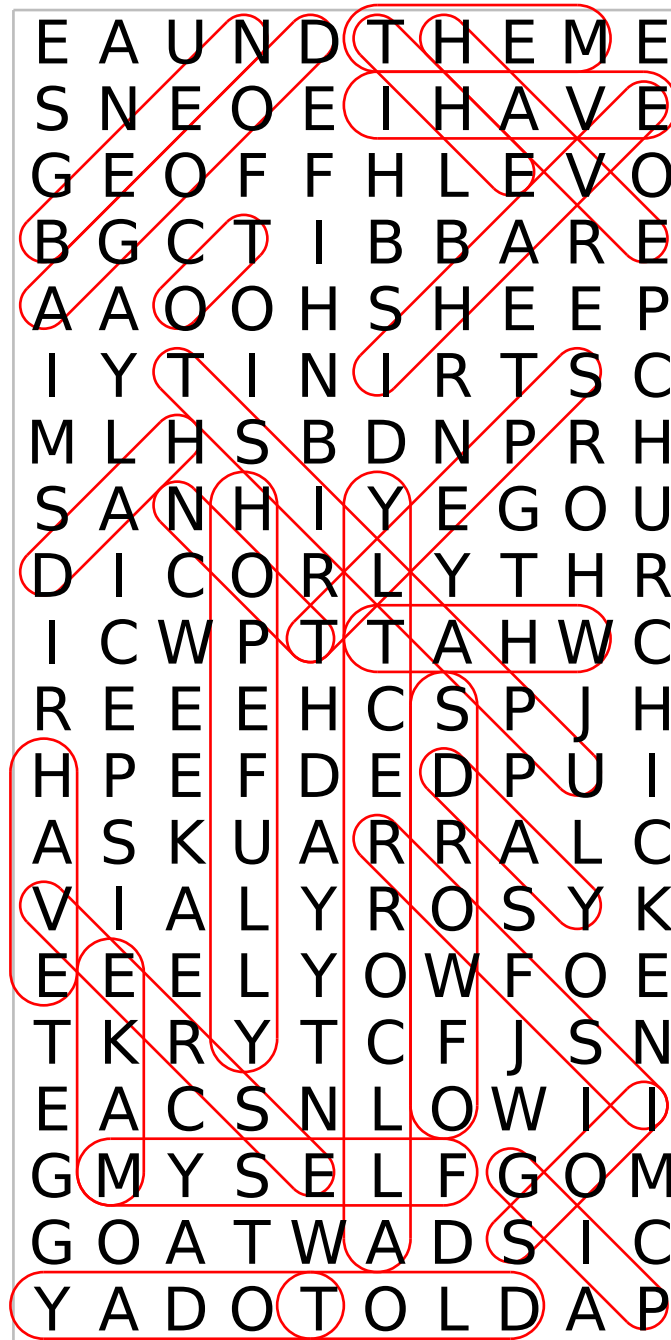 E A U N D T H E M E
S N E O E I H A V E
G E O F F H L E V O
B G C T I B B A R E
A A O O H S H E E P
I Y T I N I R T S C
M L H S B D N P R H
S A N H I Y E G O U
D I C O R L Y T H R
I C W P T T A H W C
R E E E H C S P J H
H P E F D E D P U I
A S K U A R R A L C
V I A L Y R O S Y K
E E E L Y O W F O E
T K R Y T C F J S N
E A C S N L O W I I
G M Y S E L F G O M
G O A T W A D S I C
Y A D O T O L D A P